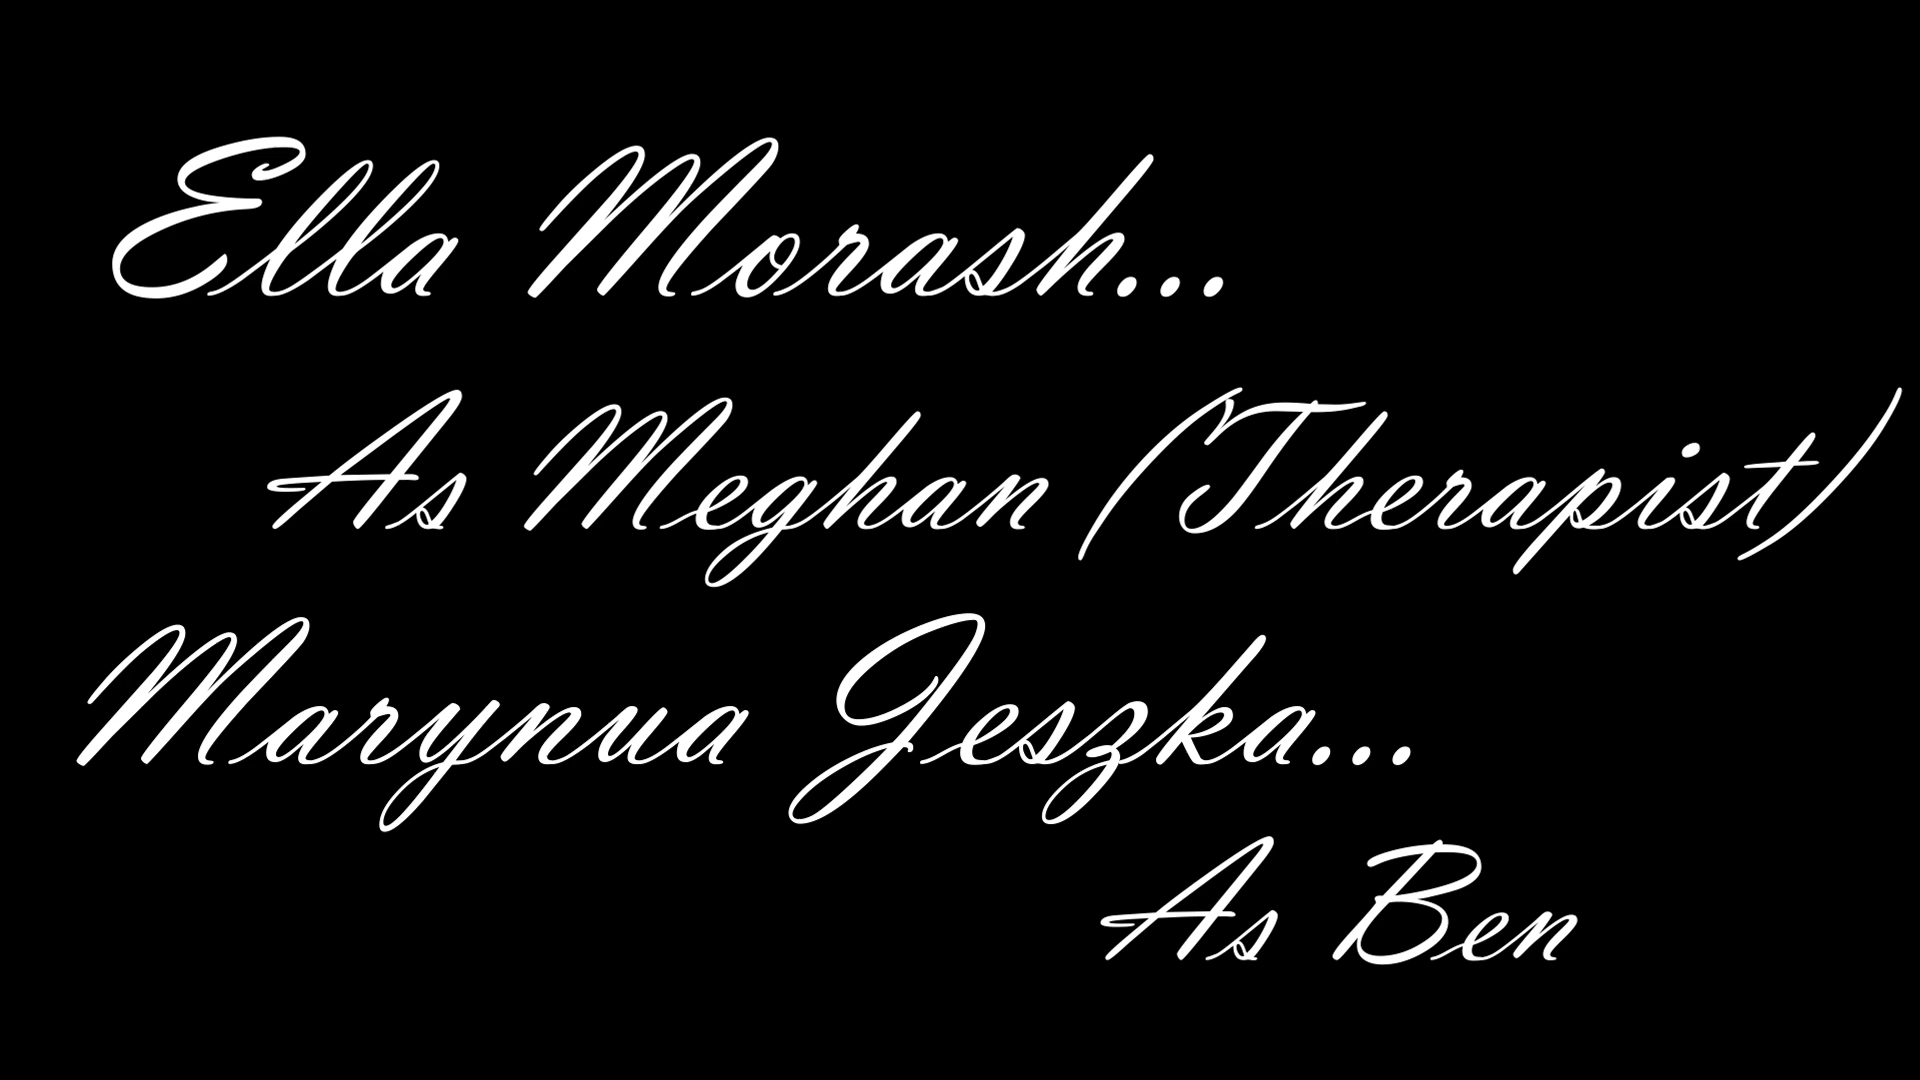 Ella Morash...
As Meghan (Therapist)
Marynua Jeszka...
As Ben